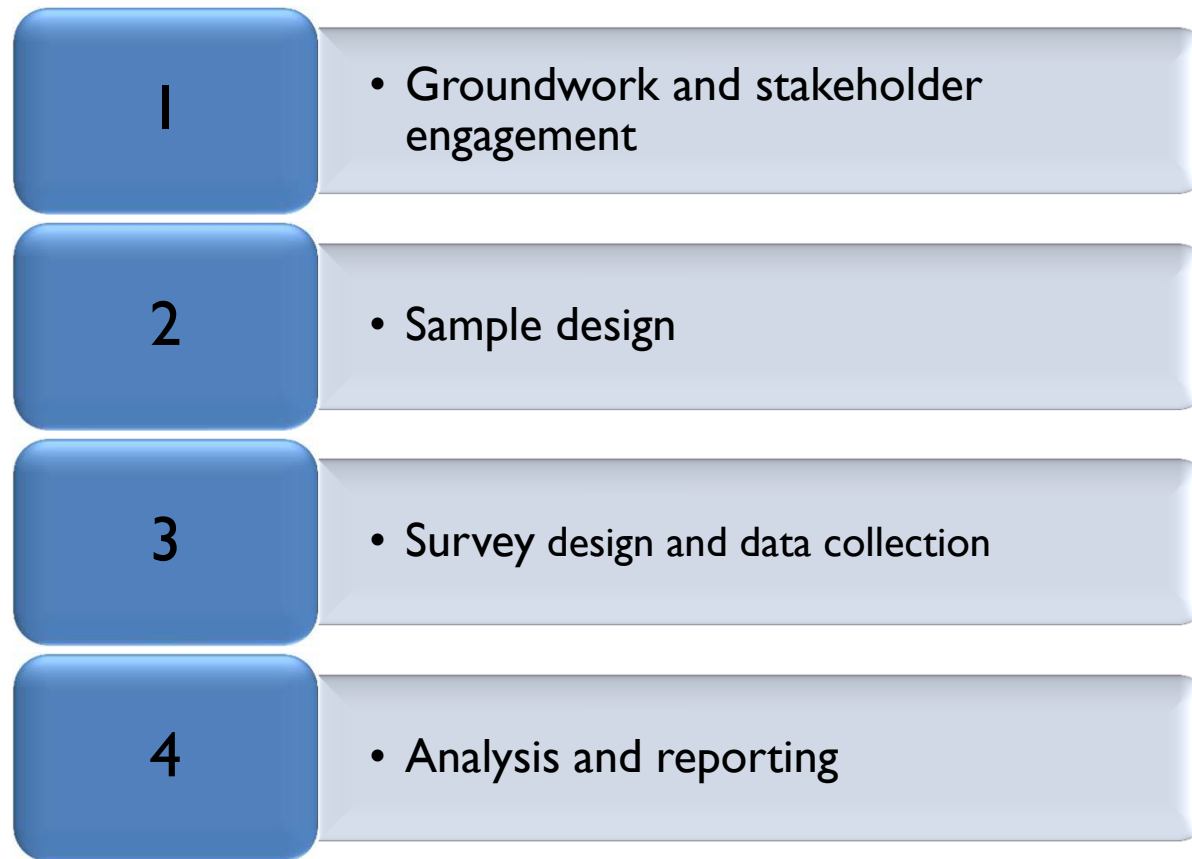 1
• Groundwork and stakeholder
engagement
2
• Sample design
3
• Survey design and data collection
4
• Analysis and reporting